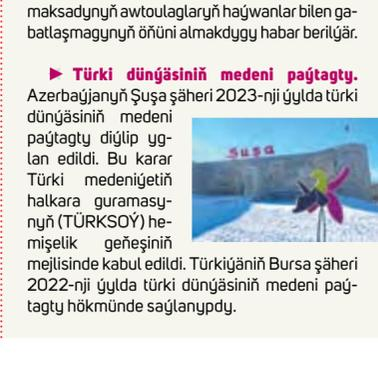 maksadynyň awtoulaglaryň haýwanlar bilen ga-
batlaşmagynyň öňüni almakdygy habar berilýär.
► Türki dünýäsiniň medeni paýtagty.
Azerbaýjanyň Şuşa şäheri 2023-nji ýylda türki
dünýäsiniň medeni
paýtagty diýlip yg-
lan edildi. Bu karar
Türki medeniýetiň
halkara guramasy-
nyň (TÜRKSOÝ) he-
mişelik geňeşiniň
Şuşa
mejlisinde kabul edildi. Türkiýäniň Bursa şäheri
2022-nji ýylda türki dünýäsiniň medeni paý-
tagty hökmünde saýlanypdy.